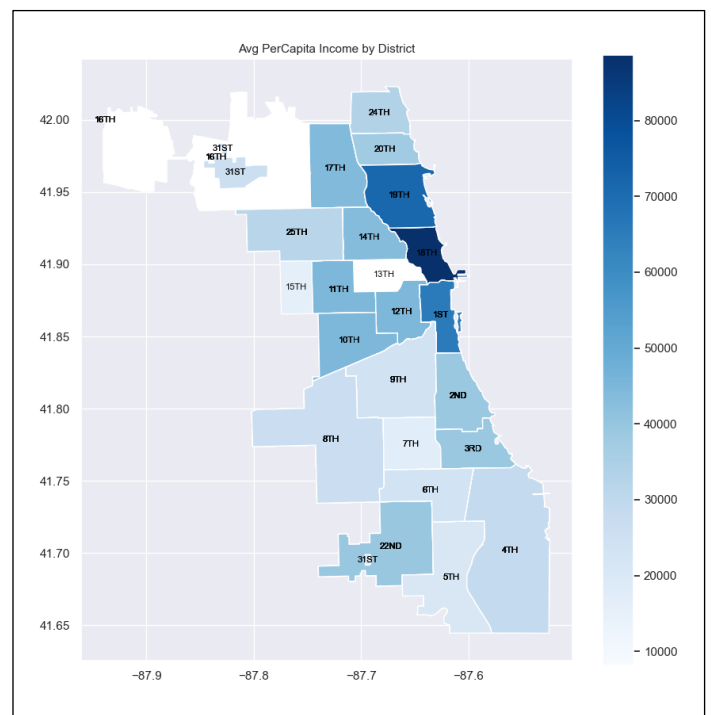 Avg PerCapita Income by District
42.00
41.95
41.90
41.85
41.80
41.75
41.70
41.65
−87.9
−87.8
−87.7
−87.6
80000
70000
60000
50000
40000
30000
20000
10000
16TH
31ST
16TH
31ST
24TH
20TH
17TH
19TH
25TH
14TH
18TH
13TH
15TH
11TH
12TH
1ST
10TH
9TH
2ND
8TH
7TH
3RD
6TH
22ND
31ST
5TH
4TH